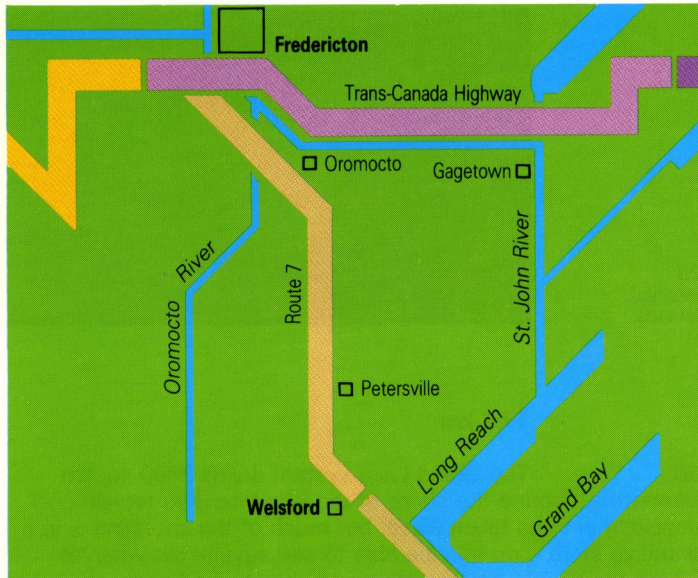 Fredericton
Trans-Canada Highway
Oromocto
Gagetown
Oromocto River
Route 7
St. John River
Petersville
Long Reach
Grand Bay
Welsford